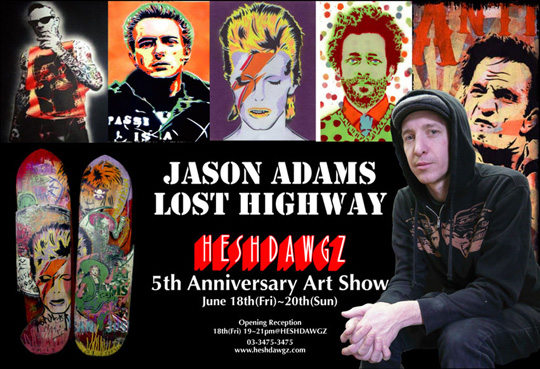 ANTI
JASON ADAMS
LOST HIGHWAY
HESHDAWGZ
5th Anniversary Art Show
June 18th(Fri)~20th(Sun)
Opening Reception
18th(Fri) 19~21pm@HESHDAWGZ
03-3475-3475
www.heshdawgz.com